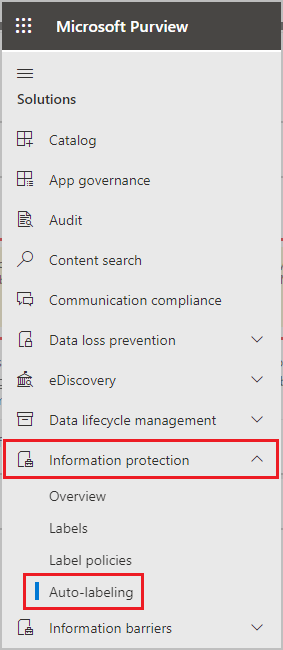 Microsoft Purview
Solutions
Catalog
App governance
Audit
Content search
Communication compliance
Data loss prevention
eDiscovery
Data lifecycle management
Information protection
Overview
Labels
Label policies
Auto-labeling
Information barriers